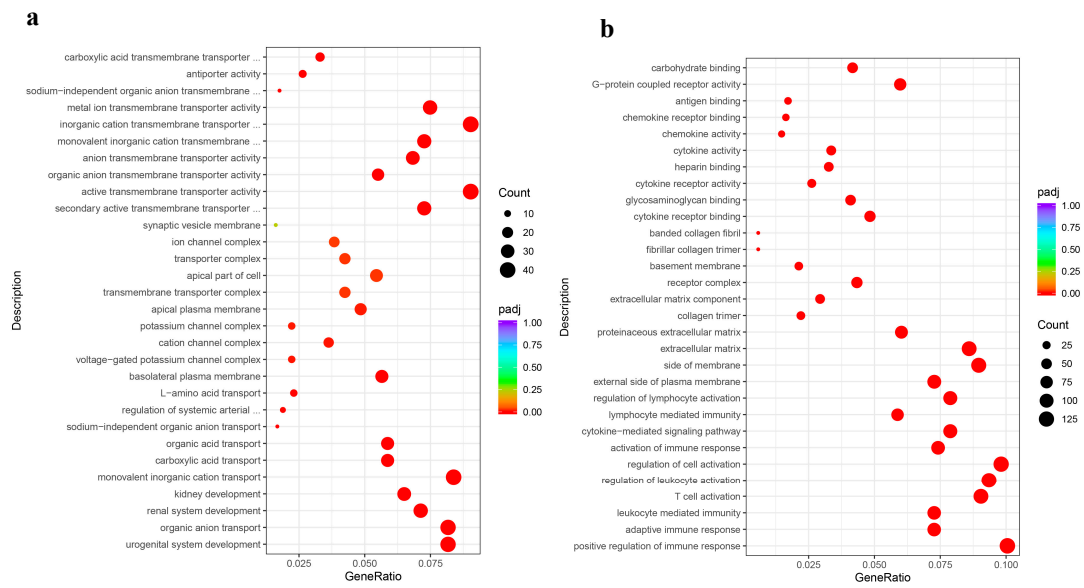 a
carboxylic acid transmembrane transporter ...
antiporter activity
sodium-independent organic anion transmembrane ...
metal ion transmembrane transporter activity
inorganic cation transmembrane transporter ...
monovalent inorganic cation transmembrane ...
anion transmembrane transporter activity
organic anion transmembrane transporter activity
active transmembrane transporter activity
secondary active transmembrane transporter ...
synaptic vesicle membrane
ion channel complex
transporter complex
apical part of cell
transmembrane transporter complex
apical plasma membrane
potassium channel complex
cation channel complex
voltage-gated potassium channel complex
basolateral plasma membrane
L-amino acid transport
regulation of systemic arterial ...
sodium-independent organic anion transport
organic acid transport
carboxylic acid transport
monovalent inorganic cation transport
kidney development
renal system development
organic anion transport
urogenital system development
Description
0.025 0.050 0.075
GeneRatio
Count
10
20
30
40
padj
1.00
0.75
0.50
0.25
0.00
b
carbohydrate binding
G-protein coupled receptor activity
antigen binding
chemokine receptor binding
chemokine activity
cytokine activity
heparin binding
cytokine receptor activity
glycosaminoglycan binding
cytokine receptor binding
banded collagen fibril
fibrillar collagen trimer
basement membrane
receptor complex
extracellular matrix component
collagen trimer
proteinaceous extracellular matrix
extracellular matrix
side of membrane
external side of plasma membrane
regulation of lymphocyte activation
lymphocyte mediated immunity
cytokine-mediated signaling pathway
activation of immune response
regulation of cell activation
regulation of leukocyte activation
T cell activation
leukocyte mediated immunity
adaptive immune response
positive regulation of immune response
Description
0.025 0.050 0.075 0.100
GeneRatio
padj
1.00
0.75
0.50
0.25
0.00
Count
25
50
75
100
125